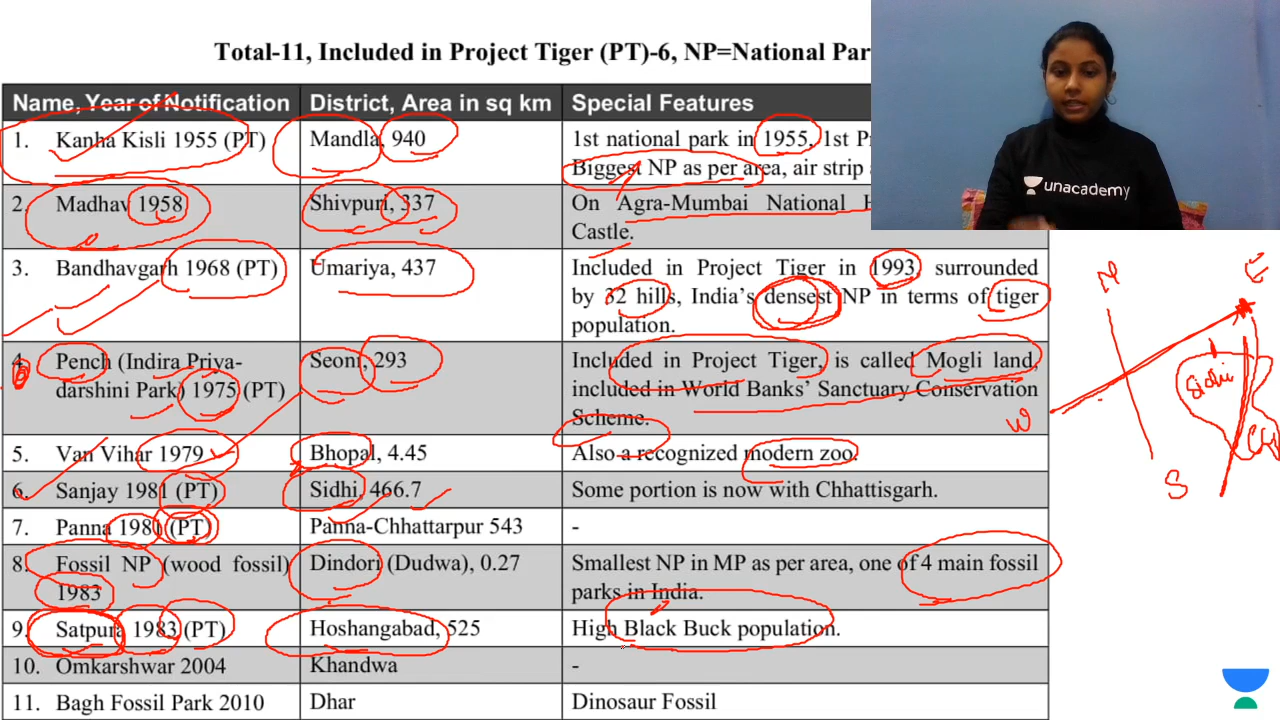 Total-11, Included in Project Tiger (PT)-6, NP=National Par
Name, Year of Notification District, Area in sq km Special Features
1. Kanha Kisli 1955 (PT) Mandla, 940 1st national park in 1955, 1st P
Biggest NP as per area, air strip
2. Madhav 1958 Shivpuri, 337 On Agra-Mumbai National H
Castle.
3. Bandhavgarh 1968 (PT) Umariya, 437 Included in Project Tiger in 1993, surrounded
by 32 hills, India's densest NP in terms of tiger
population.
4. Pench (Indira Priya-
darshini Park) 1975 (PT) Seoni, 293 Included in Project Tiger, is called Mogli land,
included in World Banks' Sanctuary Conservation
Scheme.
5. Van Vihar 1979 Bhopal, 4.45 Also a recognized modern zoo.
6. Sanjay 1981 (PT) Sidhi, 466.7 Some portion is now with Chhattisgarh.
7. Panna 1981 (PT) Panna-Chhattarpur 543 -
8. Fossil NP (wood fossil)
1983 Dindori (Dudwa), 0.27 Smallest NP in MP as per area, one of 4 main fossil
parks in India.
9. Satpura 1983 (PT) Hoshangabad, 525 High Black Buck population.
10. Omkarshwar 2004 Khandwa -
11. Bagh Fossil Park 2010 Dhar Dinosaur Fossil
unacademy
N
E
Sidhi
W
S